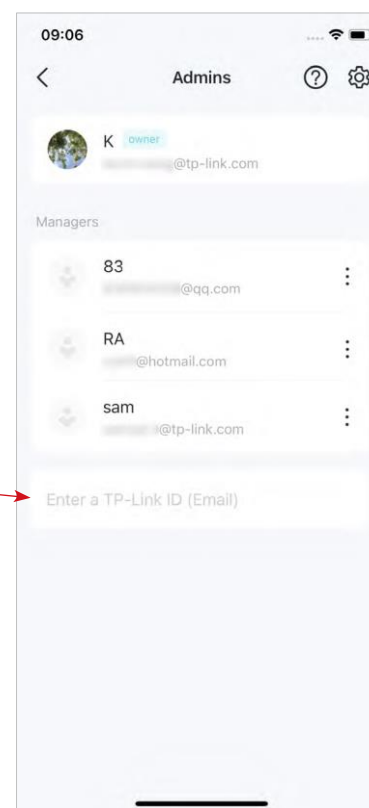 09:06
Admins
K owner
@tp-link.com
Managers
83
@qq.com
RA
@hotmail.com
sam
@tp-link.com
Enter a TP-Link ID (Email)